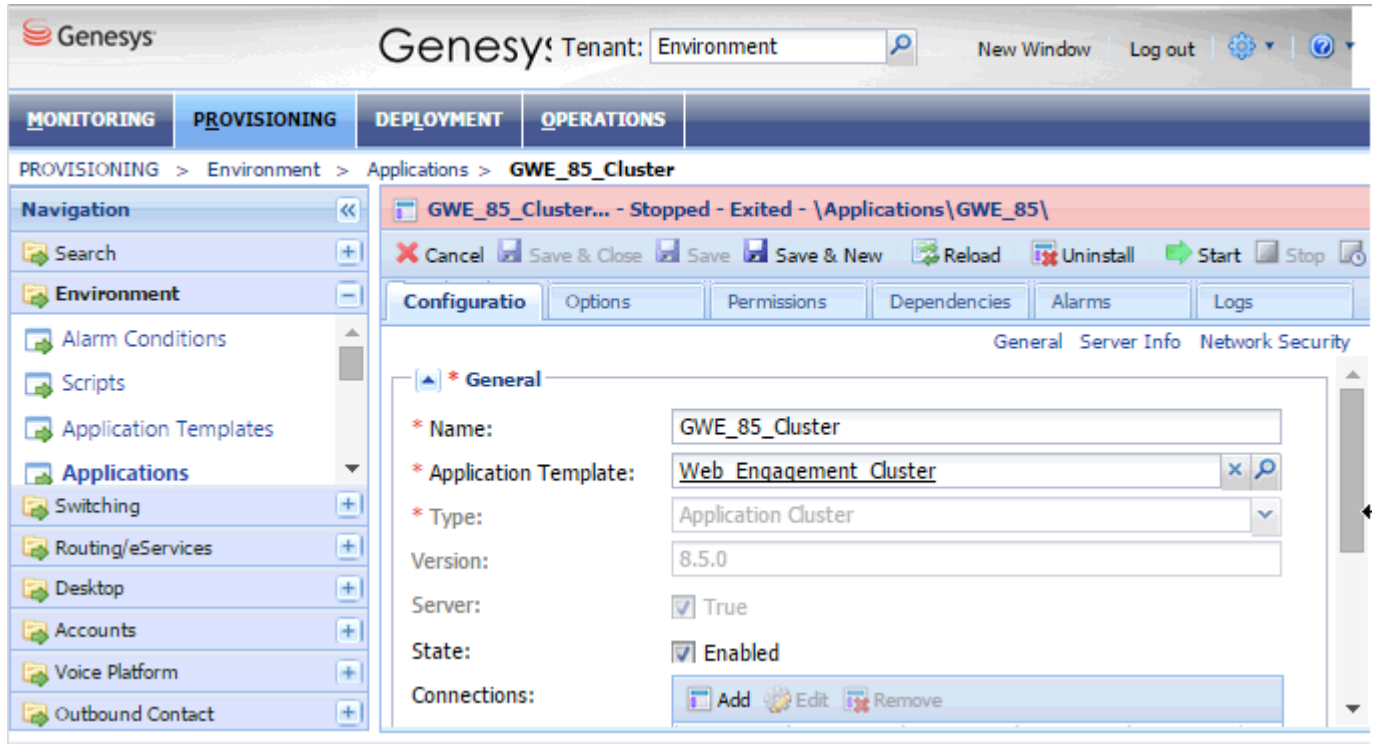 Genesys
Genesys Tenant: Environment New Window Log out
MONITORING PROVISIONING DEPLOYMENT OPERATIONS
PROVISIONING > Environment > Applications > GWE_85_Cluster
Navigation
Search
Environment
Alarm Conditions
Scripts
Application Templates
Applications
Switching
Routing/eServices
Desktop
Accounts
Voice Platform
Outbound Contact
GWE_85_Cluster... - Stopped - Exited - \Applications\GWE_85\
Cancel Save & Close Save Save & New Reload Uninstall Start Stop
Configuratio Options Permissions Dependencies Alarms Logs
General Server Info Network Security
* General
* Name: GWE_85_Cluster
* Application Template: Web_Engagement_Cluster
* Type: Application Cluster
Version: 8.5.0
Server: True
State: Enabled
Connections: Add Edit Remove